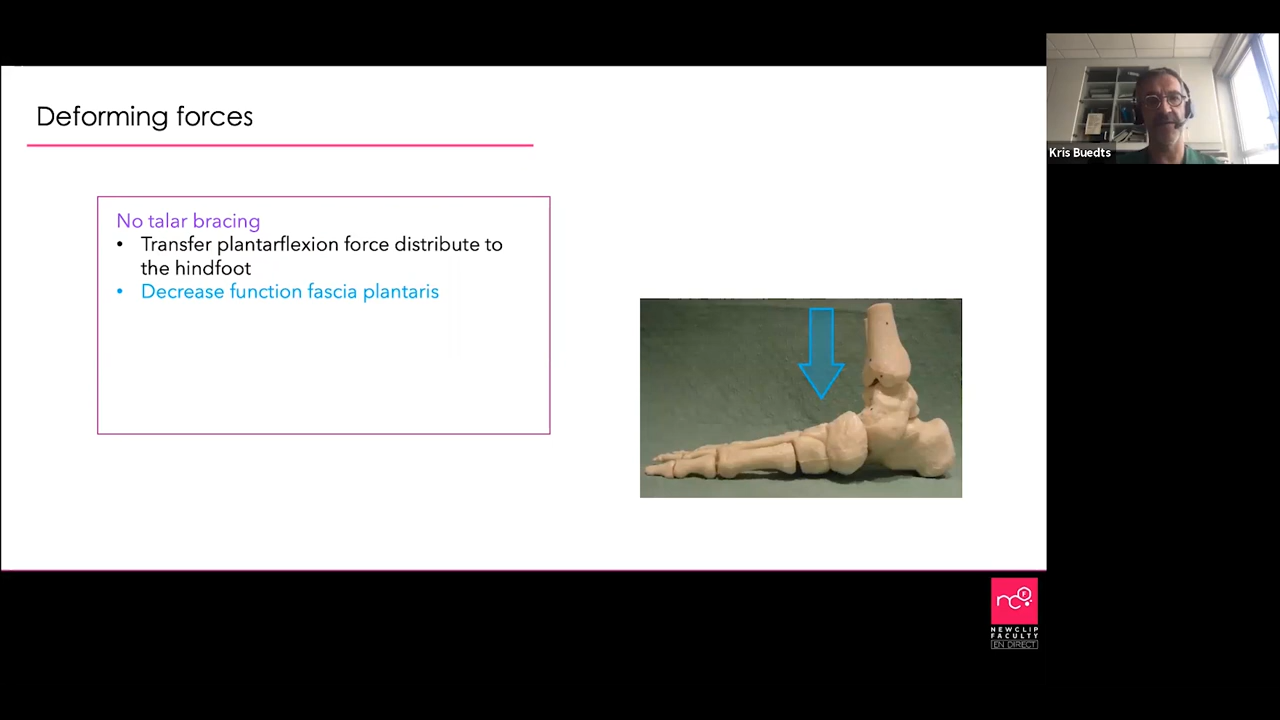 Deforming forces
No talar bracing
• Transfer plantarflexion force distribute to
the hindfoot
• Decrease function fascia plantaris
Kris Buedts
nc F
NEWCLIP
FACULTY
EN DIRECT